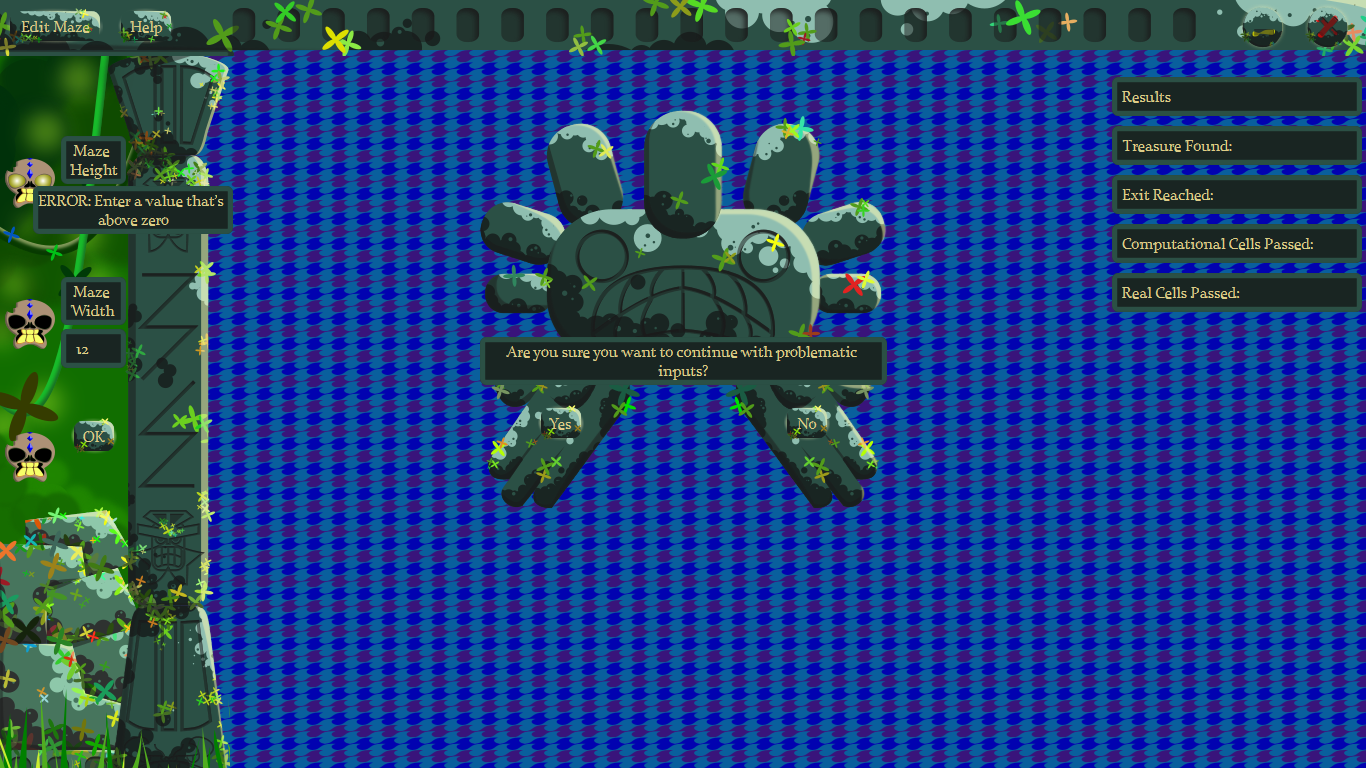 Edit Maze
Help
Maze
Height
ERROR: Enter a value that's
above zero
Maze
Width
12
OK
Are you sure you want to continue with problematic
inputs?
Yes
No
Results
Treasure Found:
Exit Reached:
Computational Cells Passed:
Real Cells Passed: